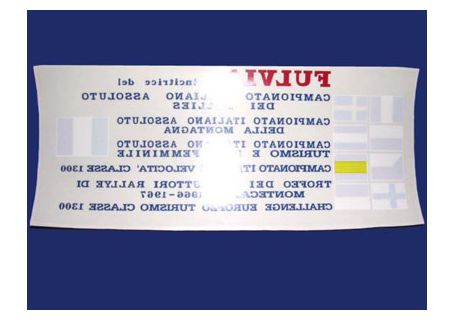 FULVIA vincitrice del
CAMPIONATO ITALIANO ASSOLUTO
DEI RALLIES
CAMPIONATO ITALIANO ASSOLUTO
DELLA MONTAGNA
CAMPIONATO ITALIANO ASSOLUTO
TURISMO E FEMMINILE
CAMPIONATO ITALIANO VELOCITA' CLASSE 1300
TROFEO DEI COSTRUTTORI RALLYE DI
MONTECARLO 1966-1967
CHALLENGE EUROPEO TURISMO CLASSE 1300